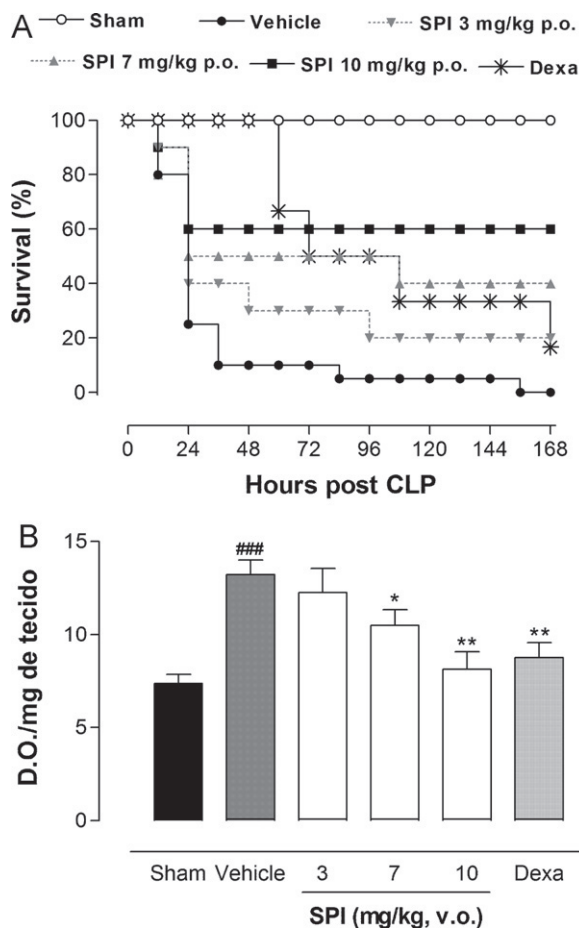 A
Sham Vehicle SPI 3 mg/kg p.o.
SPI 7 mg/kg p.o. SPI 10 mg/kg p.o. Dexa
100
80
60
40
20
0
Survival (%)
0 24 48 72 96 120 144 168
Hours post CLP
B
15
10
5
0
D.O./mg de tecido
###
*
**
**
Sham Vehicle 3 7 10 Dexa
SPI (mg/kg, v.o.)